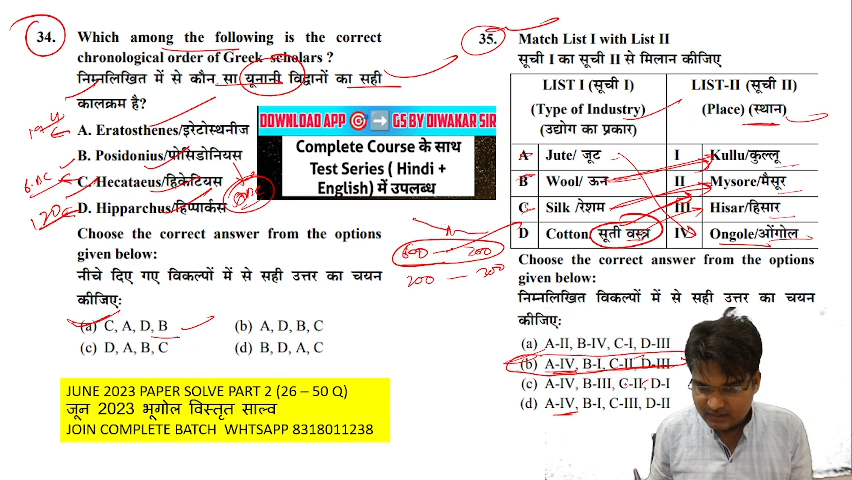 34. Which among the following is the correct
chronological order of Greek scholars ?
निम्नलिखित में से कौन सा यूनानी विद्वानों का सही
कालक्रम है?
A. Eratosthenes/इरेटोस्थनीज
B. Posidonius/पोसिडोनियस
C. Hecataeus/हिकेटियस
D. Hipparchus/हिप्पार्कस
Choose the correct answer from the options
given below:
नीचे दिए गए विकल्पों में से सही उत्तर का चयन
कीजिए:
(a) C, A, D, B (b) A, D, B, C
(c) D, A, B, C (d) B, D, A, C
DOWNLOAD APP 🎯 ➡️ GS BY DIWAKAR SIR
Complete Course के साथ
Test Series ( Hindi +
English) में उपलब्ध
600 - 200
200 - 300
JUNE 2023 PAPER SOLVE PART 2 (26 – 50 Q)
जून 2023 भूगोल विस्तृत साल्व
JOIN COMPLETE BATCH WHTSAPP 8318011238
35. Match List I with List II
सूची I का सूची II से मिलान कीजिए
LIST I (सूची I) LIST-II (सूची II)
(Type of Industry) (Place) (स्थान)
(उद्योग का प्रकार)
A Jute/जूट I Kullu/कुल्लू
B Wool/ऊन II Mysore/मैसूर
C Silk/रेशम III Hisar/हिसार
D Cotton/सूती वस्त्र IV Ongole/ओंगोल
Choose the correct answer from the options
given below:
निम्नलिखित विकल्पों में से सही उत्तर का चयन
कीजिए:
(a) A-II, B-IV, C-I, D-III
(b) A-IV, B-I, C-II, D-III
(c) A-IV, B-III, C-II, D-I
(d) A-IV, B-I, C-III, D-II